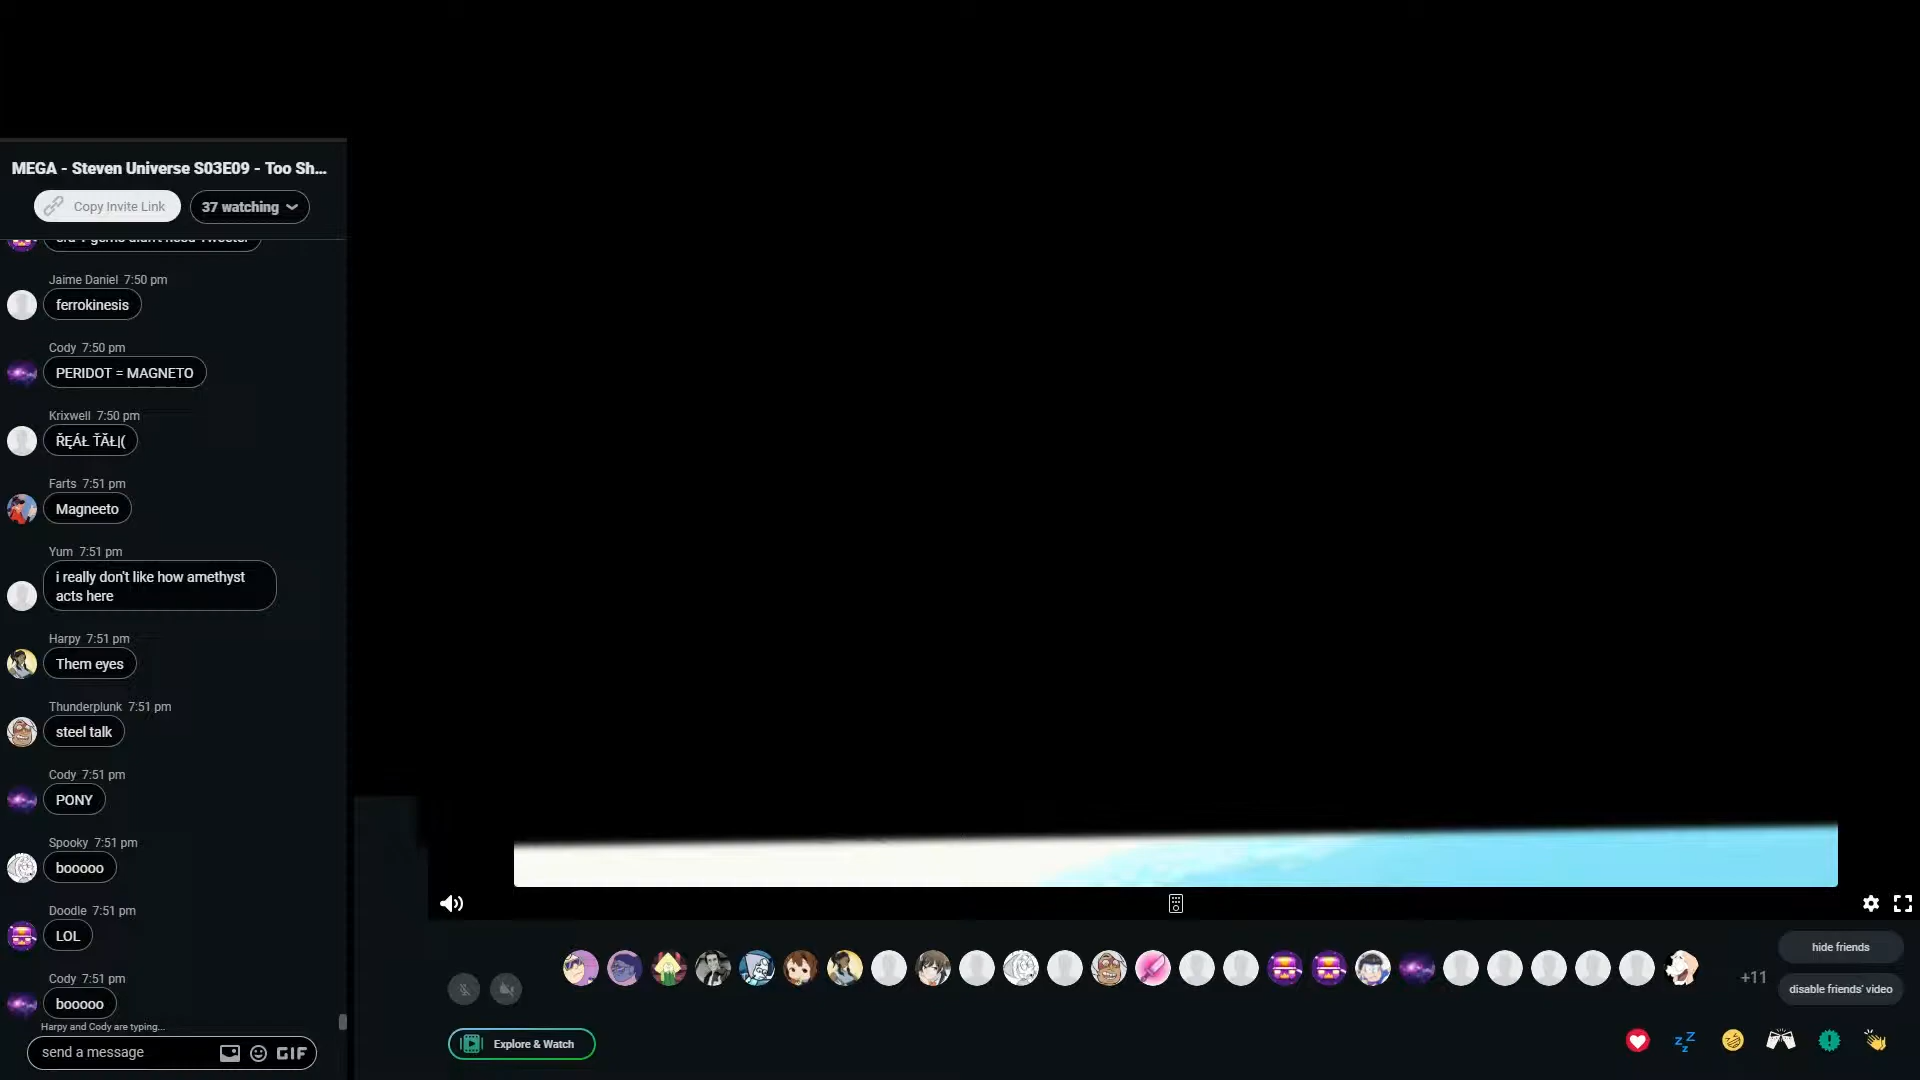 MEGA - Steven Universe S03E09 - Too Sh...
Copy Invite Link
37 watching
Jaime Daniel 7:50 pm
ferrokinesis
Cody 7:50 pm
PERIDOT = MAGNETO
Krixwell 7:50 pm
ŘĘÁŁ ŤĂŁ|(
Farts 7:51 pm
Magneeto
Yum 7:51 pm
i really don't like how amethyst
acts here
Harpy 7:51 pm
Them eyes
Thunderplunk 7:51 pm
steel talk
Cody 7:51 pm
PONY
Spooky 7:51 pm
booooo
Doodle 7:51 pm
LOL
Cody 7:51 pm
booooo
Harpy and Cody are typing...
send a message
GIF
+11
hide friends
disable friends' video
Explore & Watch
z z z